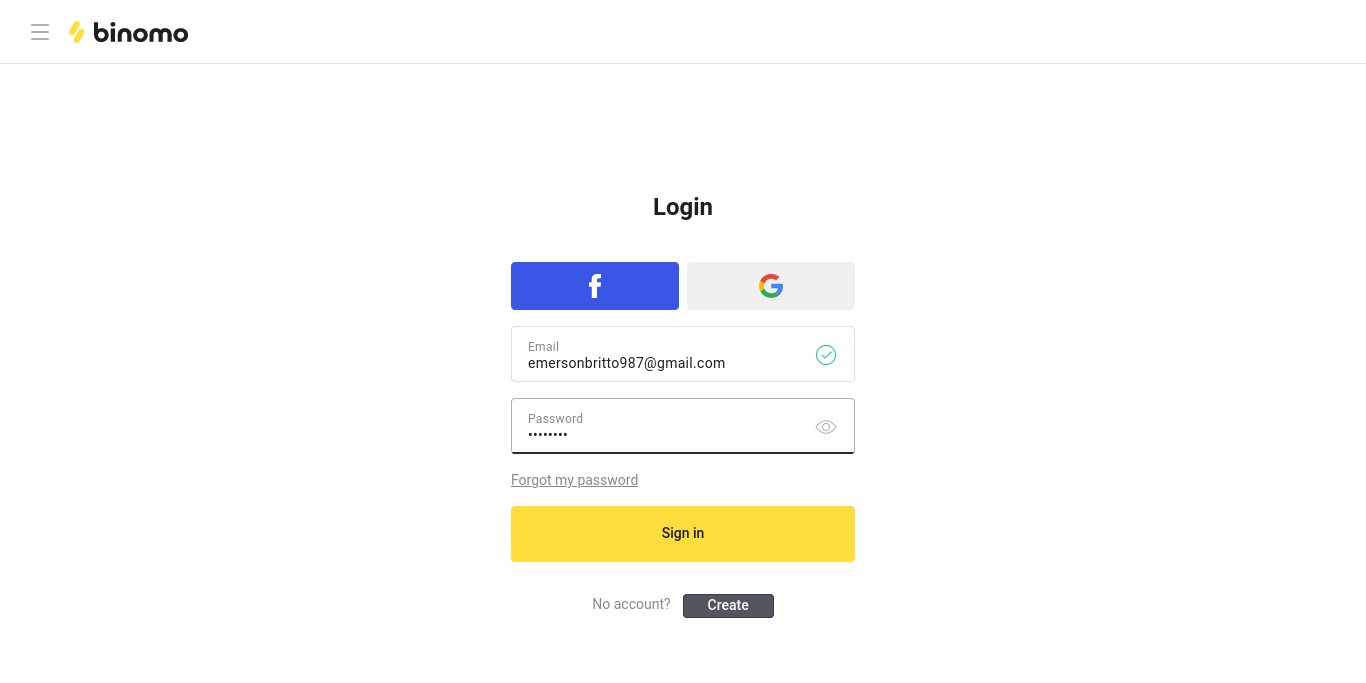 binomo
Login
Email
emersonbritto987@gmail.com
Password
••••••••
Forgot my password
Sign in
No account? Create